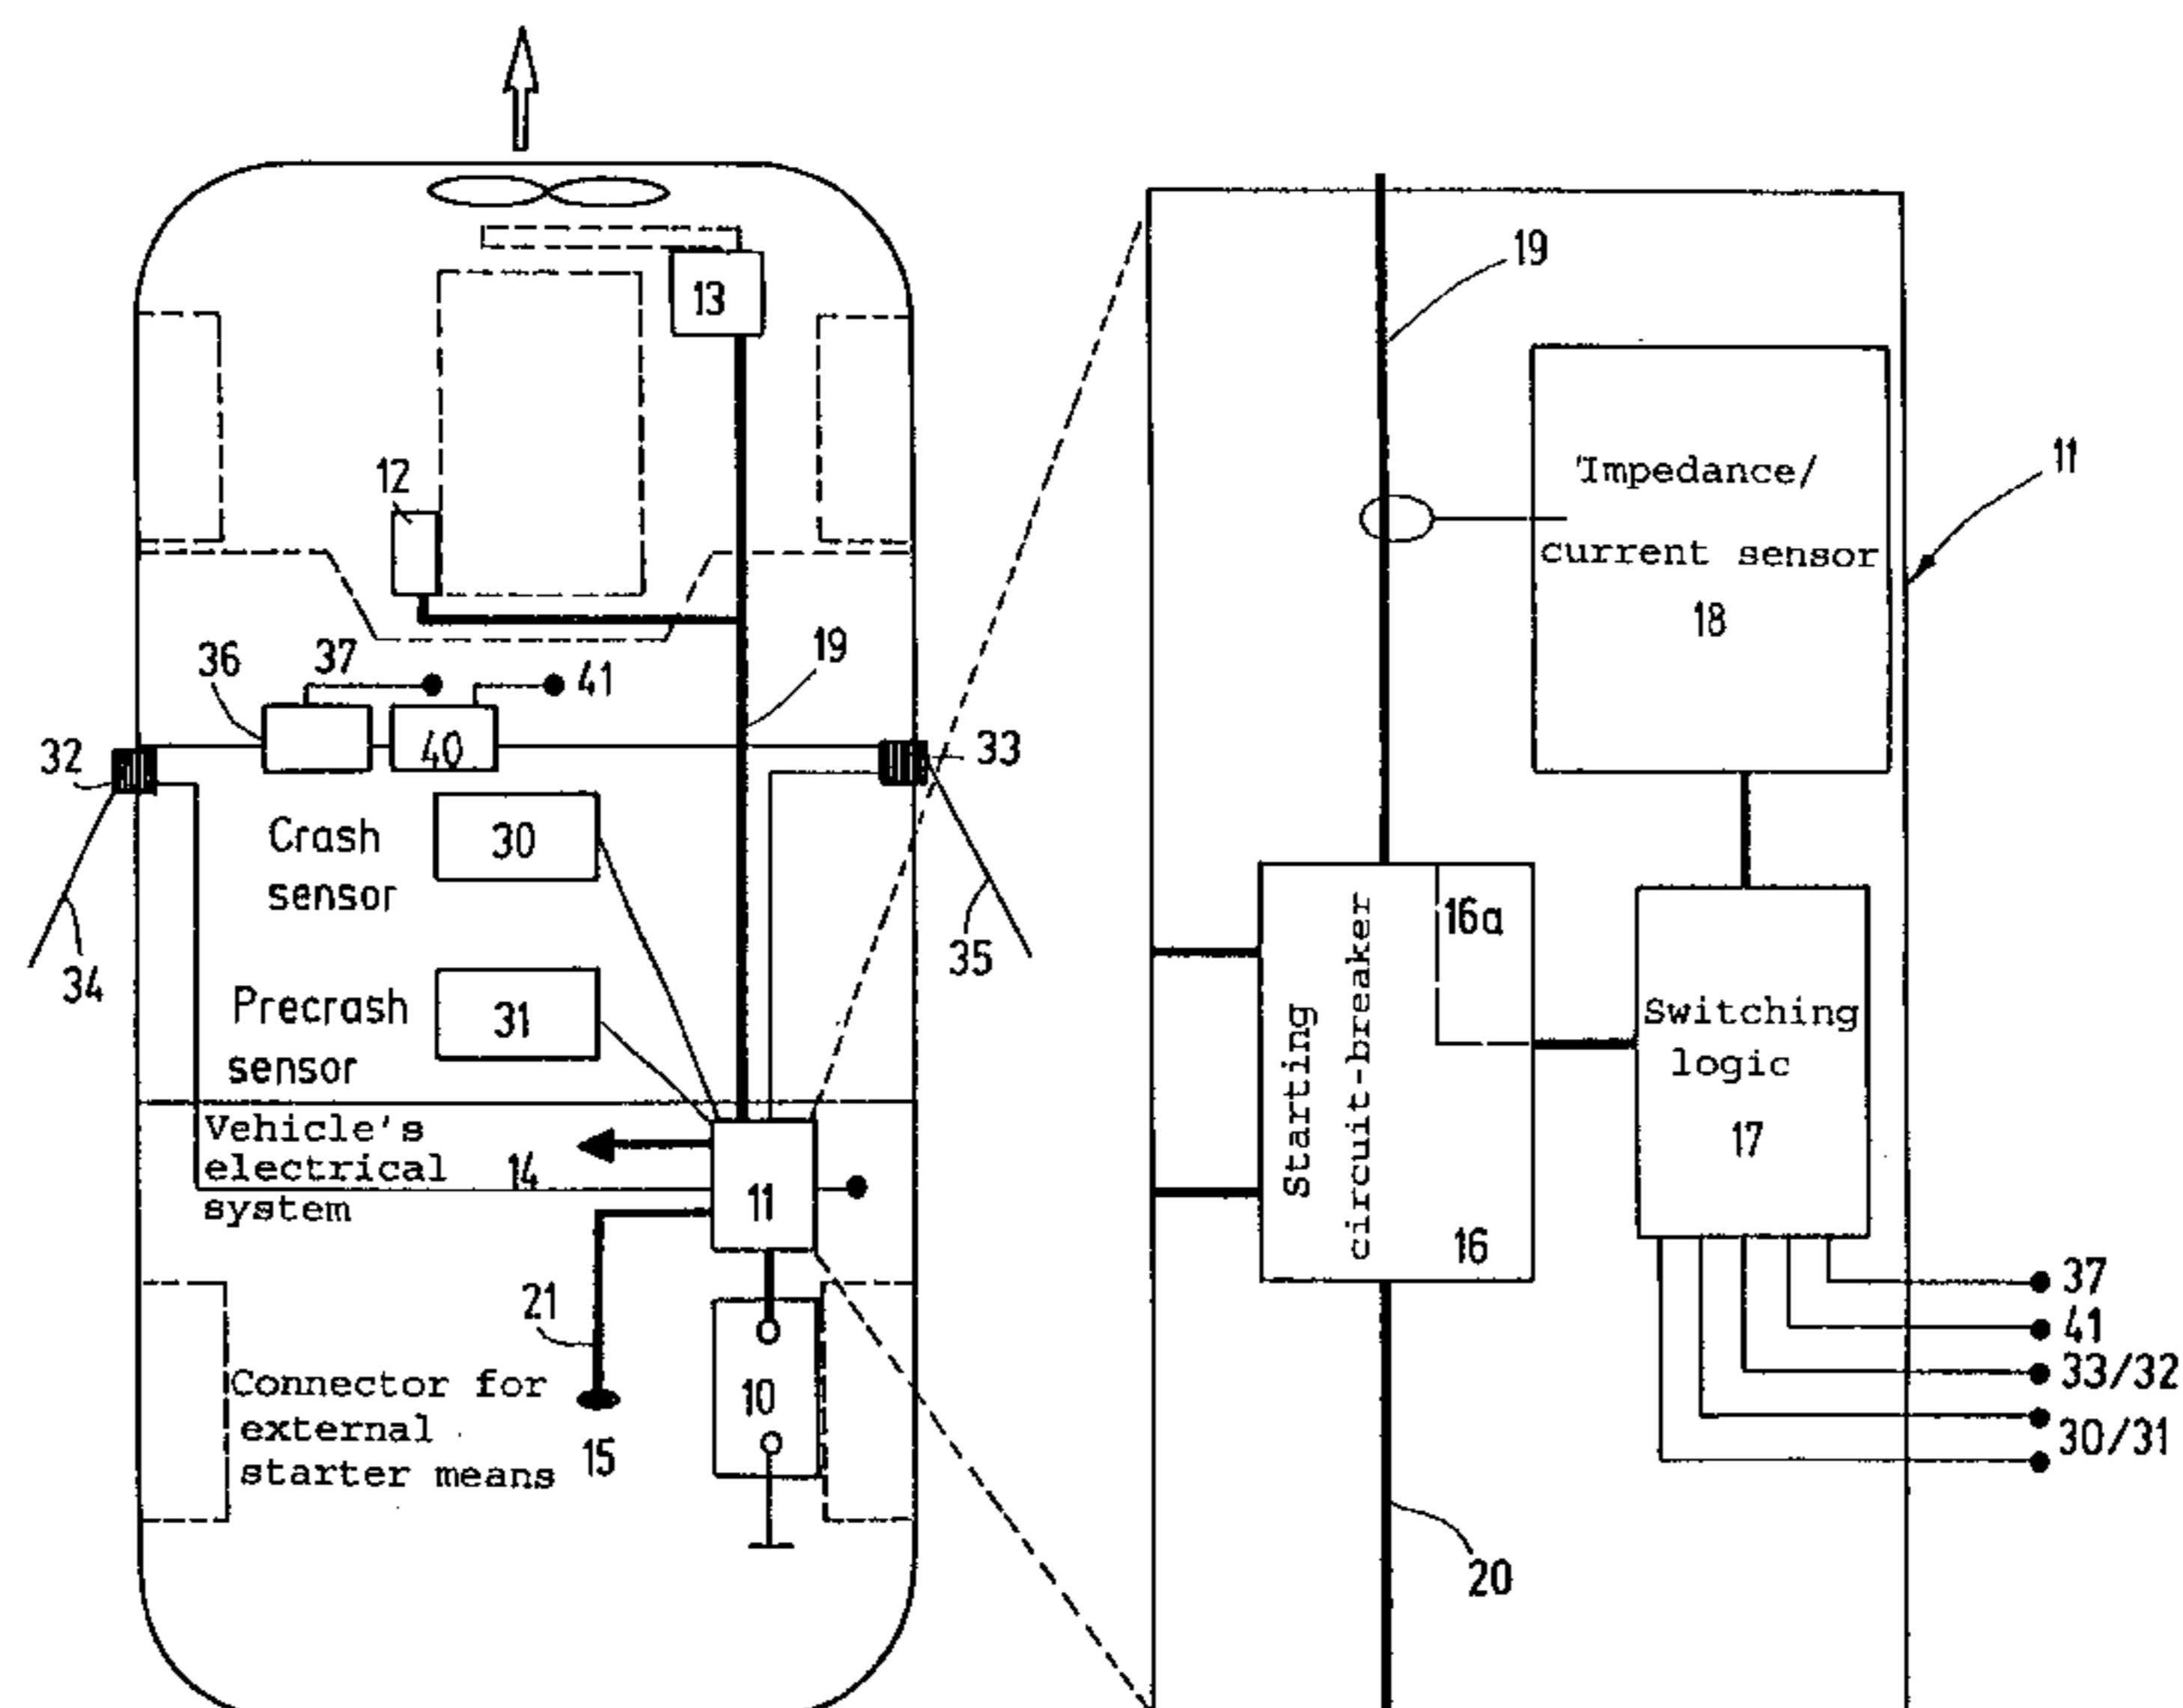 13
12
19
36
37
41
32
40
33
Crash
sensor
30
34
35
Precrash
sensor
31
Vehicle's
electrical
system
14
11
21
Connector for
external
starter means
15
10
19
Impedance/
current sensor
18
11
16a
Starting
circuit-breaker
16
Switching
logic
17
37
41
33/32
30/31
20